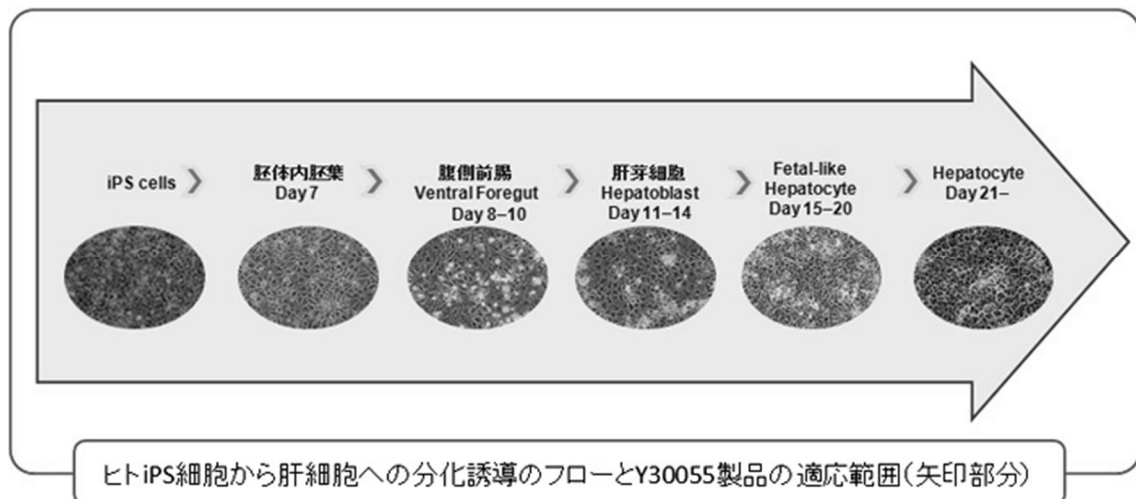 iPS cells
胚体内胚葉
Day 7
腹側前腸
Ventral Foregut
Day 8–10
肝芽細胞
Hepatoblast
Day 11–14
Fetal-like
Hepatocyte
Day 15–20
Hepatocyte
Day 21–
ヒトiPS細胞から肝細胞への分化誘導のフローとY30055製品の適応範囲(矢印部分)